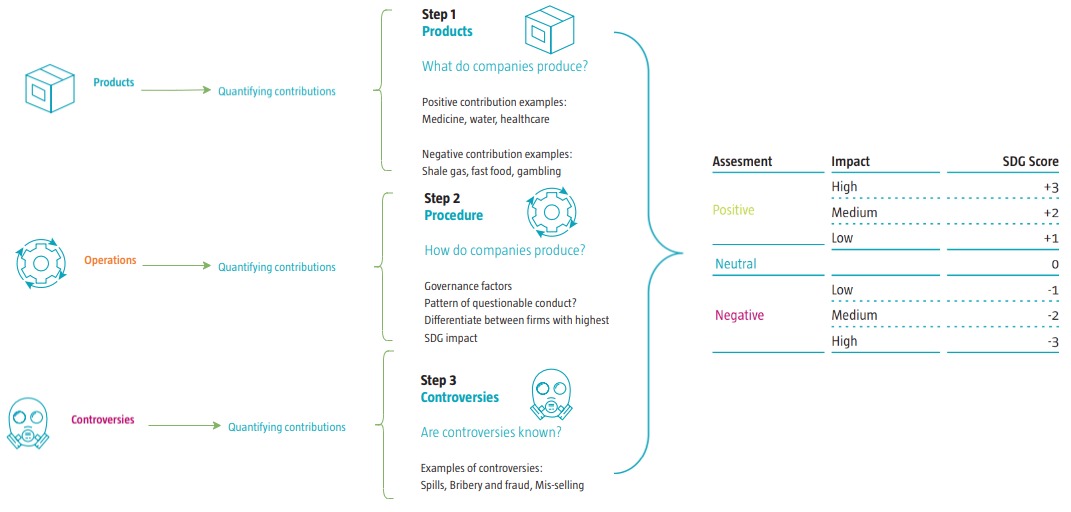 Products
Quantifying contributions
Step 1
Products
What do companies produce?
Positive contribution examples:
Medicine, water, healthcare
Negative contribution examples:
Shale gas, fast food, gambling
Operations
Quantifying contributions
Step 2
Procedure
How do companies produce?
Governance factors
Pattern of questionable conduct?
Differentiate between firms with highest
SDG impact
Controversies
Quantifying contributions
Step 3
Controversies
Are controversies known?
Examples of controversies:
Spills, Bribery and fraud, Mis-selling
Assesment Impact SDG Score
High +3
Positive Medium +2
Low +1
Neutral 0
Low -1
Negative Medium -2
High -3